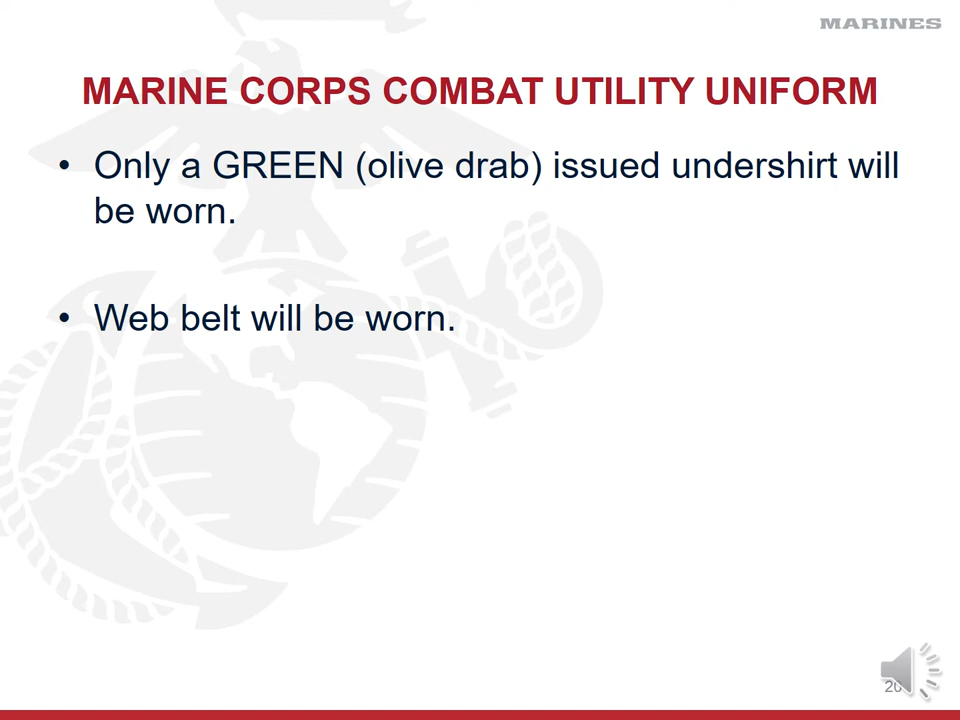 MARINES
MARINE CORPS COMBAT UTILITY UNIFORM
• Only a GREEN (olive drab) issued undershirt will
be worn.
• Web belt will be worn.
20